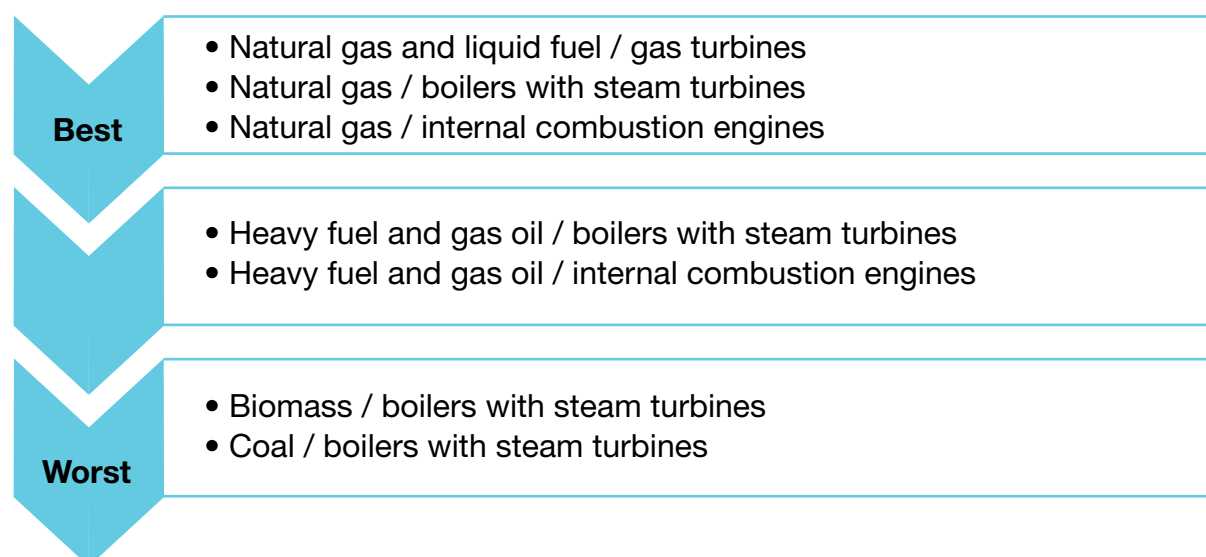 Best
• Natural gas and liquid fuel / gas turbines
• Natural gas / boilers with steam turbines
• Natural gas / internal combustion engines
• Heavy fuel and gas oil / boilers with steam turbines
• Heavy fuel and gas oil / internal combustion engines
Worst
• Biomass / boilers with steam turbines
• Coal / boilers with steam turbines